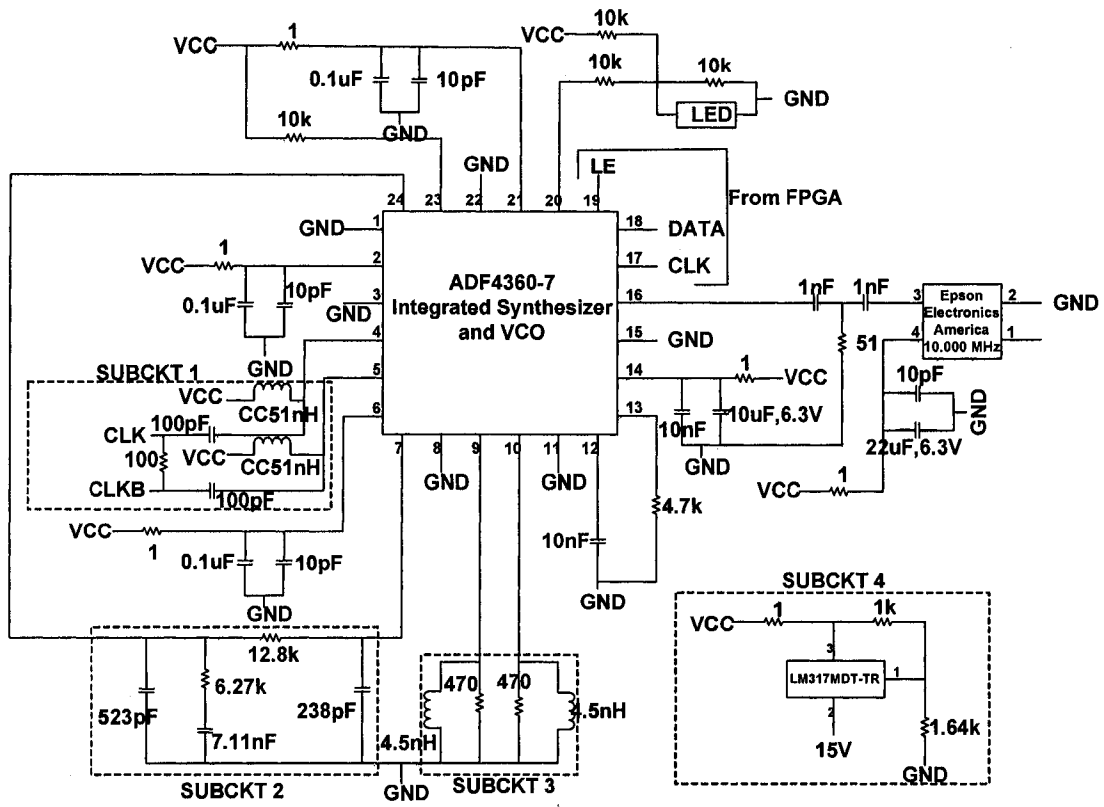 VCC
1
0.1uF
10pF
GND
10k
VCC
10k
10k
10k
LED
GND
GND
LE
From FPGA
24
23
22
21
20
19
GND
1
18
DATA
VCC
1
2
17
CLK
0.1uF
10pF
GND
3
16
ADF4360-7
Integrated Synthesizer
and VCO
1nF
1nF
3
Epson
Electronics
America
10.000 MHz
2
GND
4
1
4
15
GND
51
GND
5
14
1
VCC
10pF
GND
22uF,6.3V
VCC
1
SUBCKT 1
VCC
CC51nH
100pF
CLK
100
VCC
CC51nH
CLKB
100pF
6
13
10nF
10uF,6.3V
GND
7
8
9
10
11
12
GND
GND
4.7k
10nF
GND
VCC
1
0.1uF
10pF
GND
12.8k
6.27k
523pF
238pF
7.11nF
SUBCKT 2
470
470
4.5nH
4.5nH
SUBCKT 3
GND
SUBCKT 4
VCC
1
1k
3
LM317MDT-TR
1
2
15V
1.64k
GND